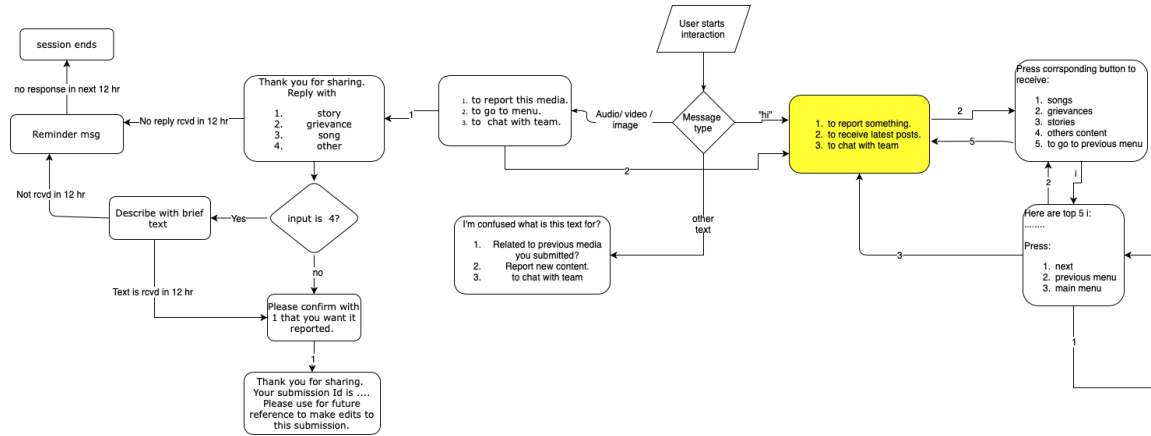 User starts
interaction
session ends
no response in next 12 hr
Reminder msg
No reply rcvd in 12 hr
Thank you for sharing.
Reply with
1. story
2. grievance
3. song
4. other
1
1. to report this media.
2. to go to menu.
3. to chat with team.
Audio/ video /
image
Message
type
"hi"
1. to report something.
2. to receive latest posts.
3. to chat with team
2
5
Press corrsponding button to
receive:
1. songs
2. grievances
3. stories
4. others content
5. to go to previous menu
2
i
2
Not rcvd in 12 hr
Describe with brief
text
Yes
input is 4?
no
other
text
I'm confused what is this text for?
1. Related to previous media
you submitted?
2. Report new content.
3. to chat with team
3
Here are top 5 i:
........
Press:
1. next
2. previous menu
3. main menu
1
Text is rcvd in 12 hr
Please confirm with
1 that you want it
reported.
1
Thank you for sharing.
Your submission Id is ....
Please use for future
reference to make edits to
this submission.